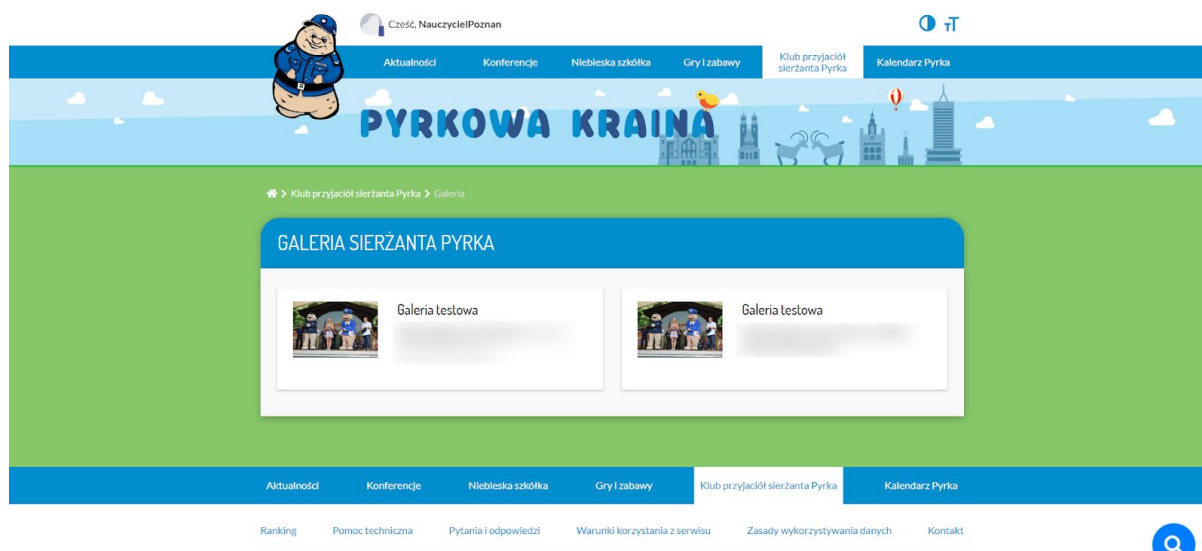 Cześć, NauczycielPoznan
Aktualności Konferencje Niebieska szkółka Gry i zabawy Klub przyjaciół sierżanta Pyrka Kalendarz Pyrka
PYRKOWA KRAINA
Klub przyjaciół sierżanta Pyrka > Galeria
GALERIA SIERŻANTA PYRKA
Galeria testowa
Galeria testowa
Aktualności Konferencje Niebieska szkółka Gry i zabawy Klub przyjaciół sierżanta Pyrka Kalendarz Pyrka
Ranking Pomoc techniczna Pytania i odpowiedzi Warunki korzystania z serwisu Zasady wykorzystywania danych Kontakt